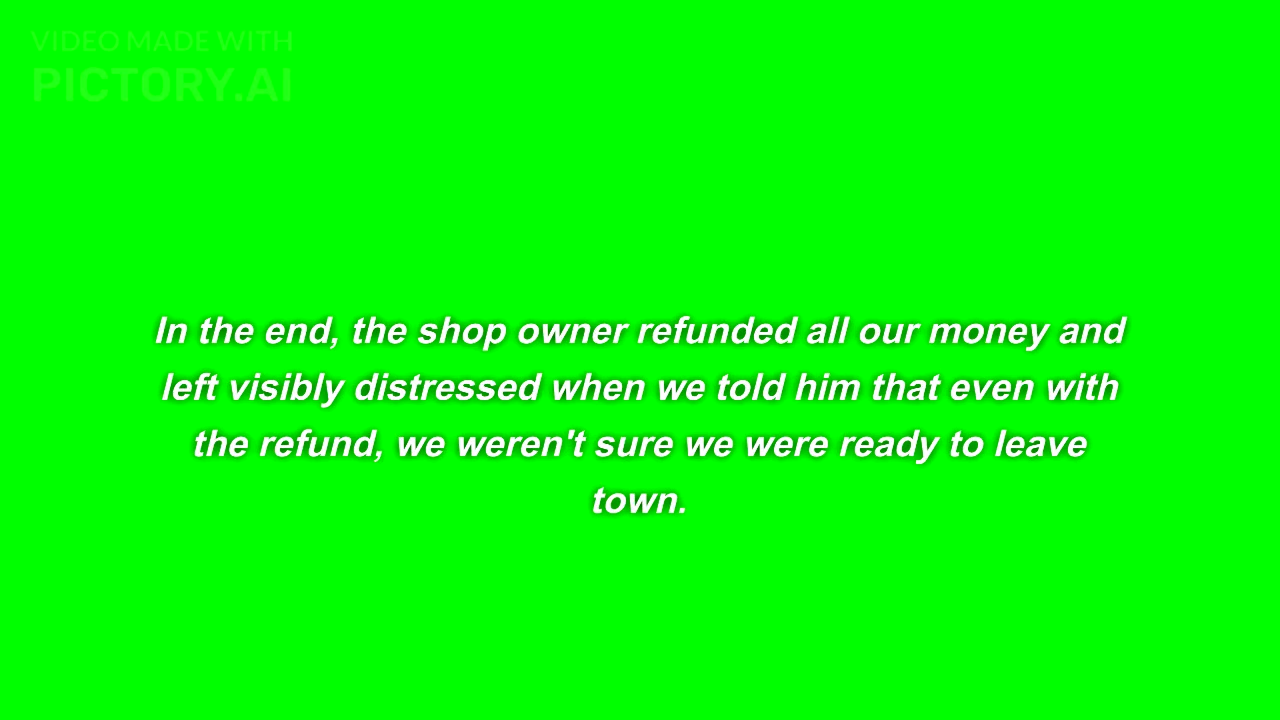 VIDEO MADE WITH
PICTORY.AI
In the end, the shop owner refunded all our money and
left visibly distressed when we told him that even with
the refund, we weren't sure we were ready to leave
town.